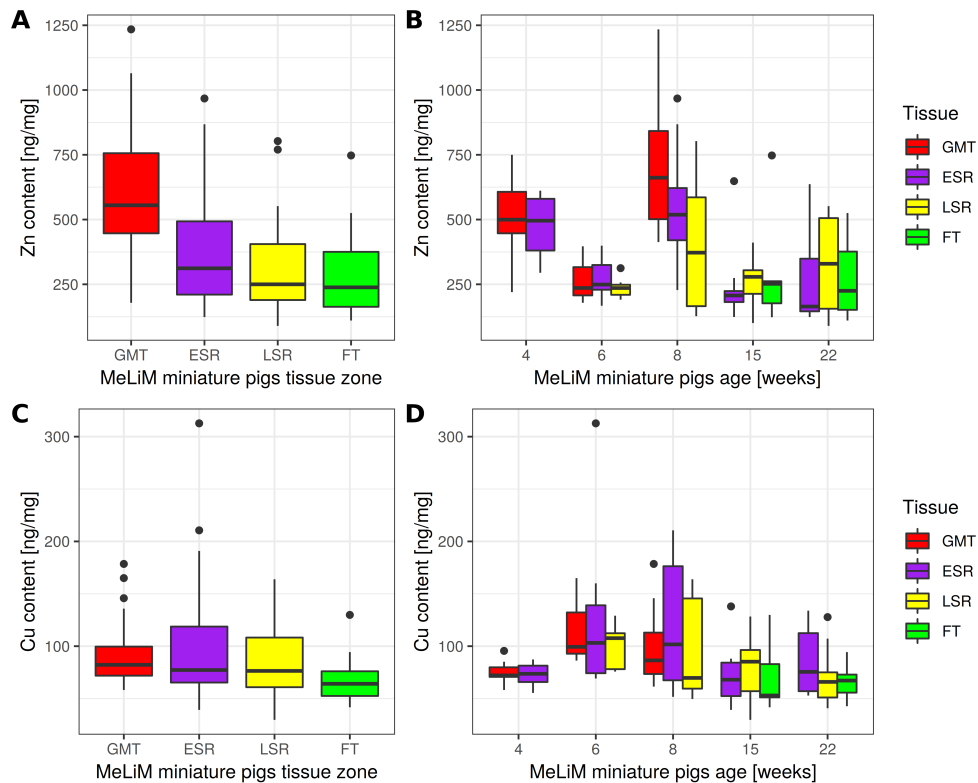 A
Zn content [ng/mg]
1250
1000
750
500
250
GMT ESR LSR FT
MeLiM miniature pigs tissue zone
B
Zn content [ng/mg]
1250
1000
750
500
250
4 6 8 15 22
MeLiM miniature pigs age [weeks]
Tissue
GMT
ESR
LSR
FT
C
Cu content [ng/mg]
300
200
100
GMT ESR LSR FT
MeLiM miniature pigs tissue zone
D
Cu content [ng/mg]
300
200
100
4 6 8 15 22
MeLiM miniature pigs age [weeks]
Tissue
GMT
ESR
LSR
FT